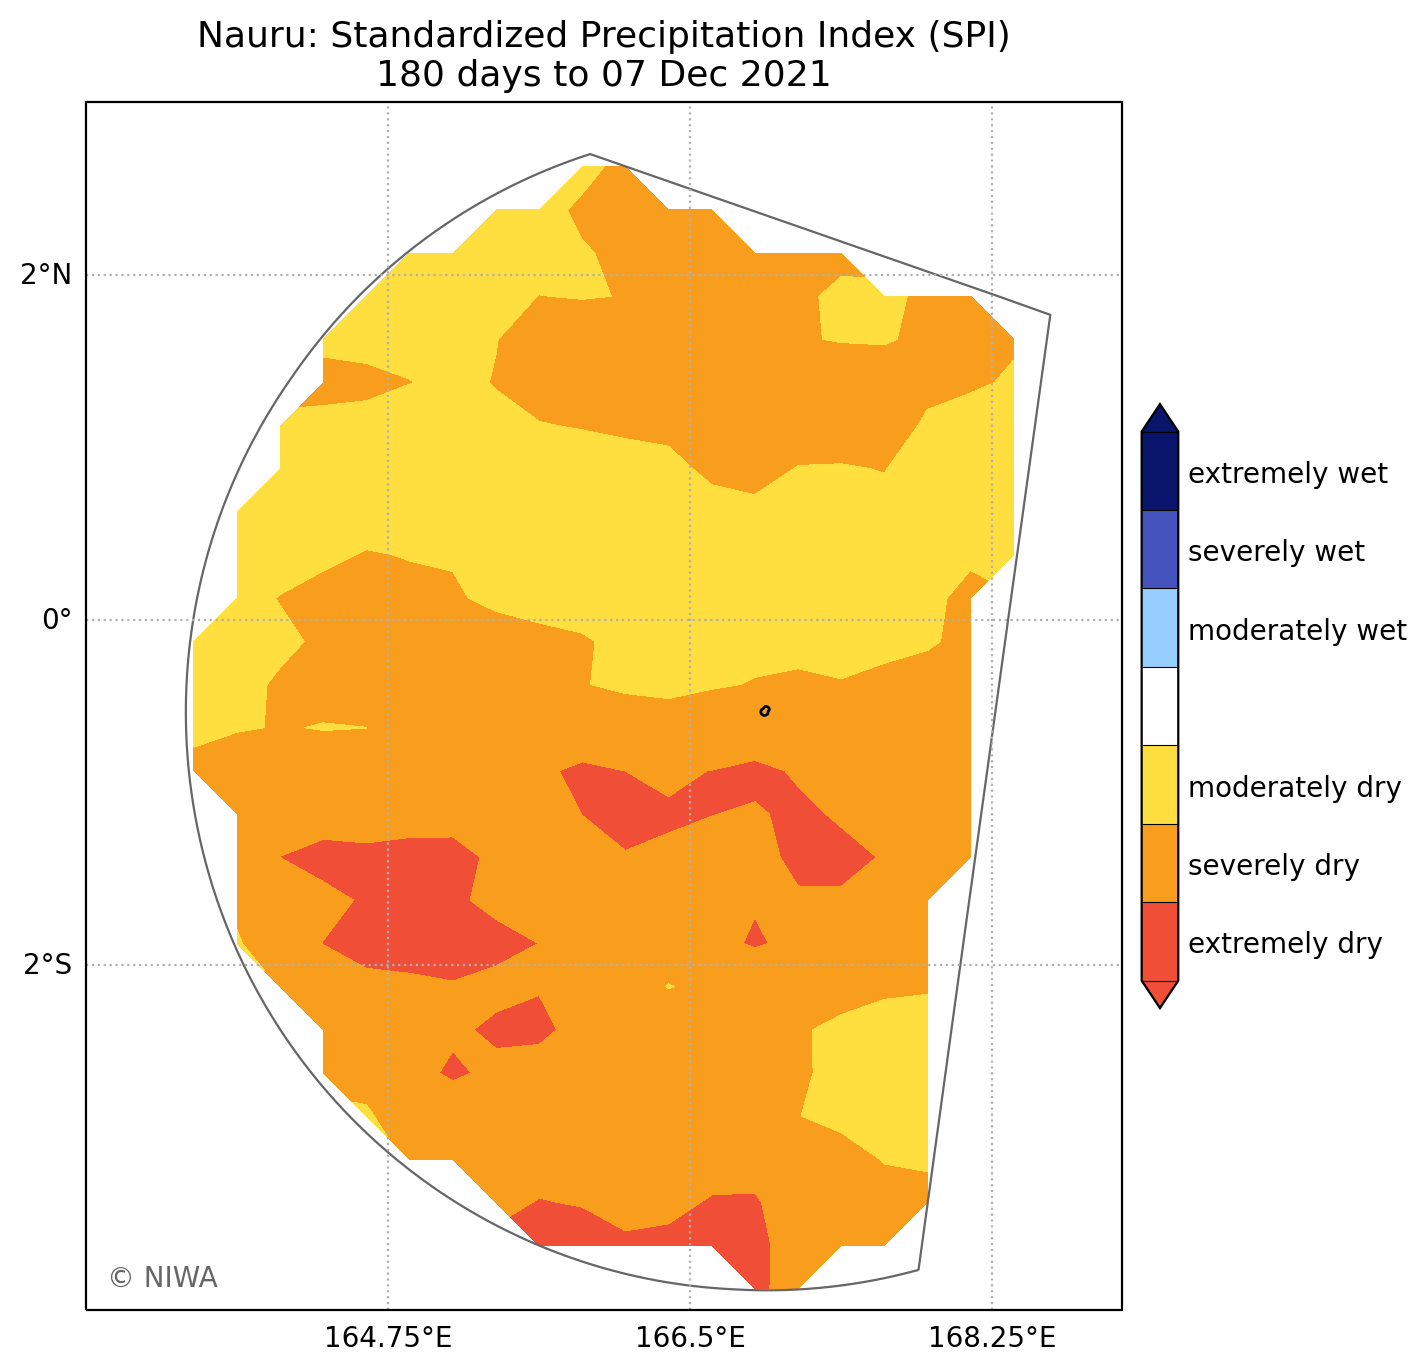 Nauru: Standardized Precipitation Index (SPI)
180 days to 07 Dec 2021
2°N
0°
2°S
164.75°E
166.5°E
168.25°E
extremely wet
severely wet
moderately wet
moderately dry
severely dry
extremely dry
© NIWA